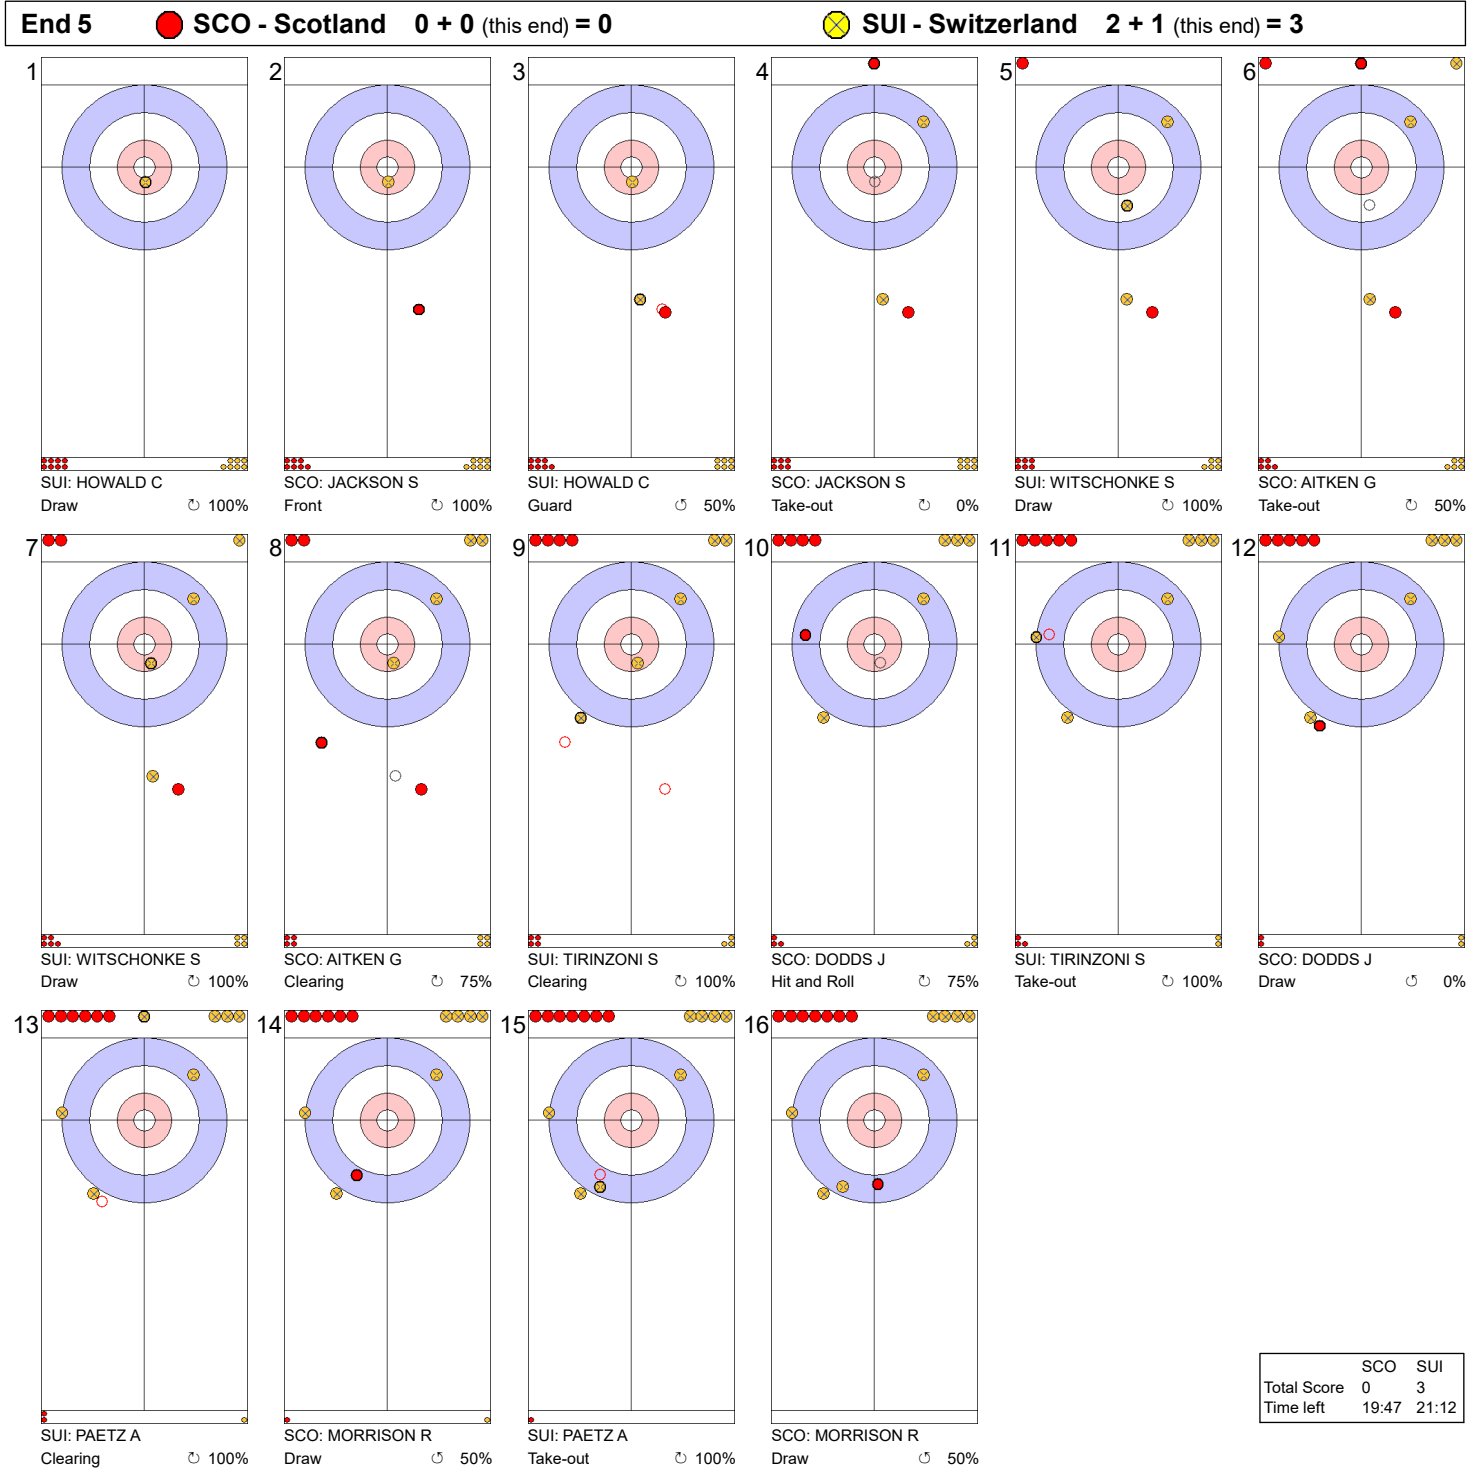 End 5 SCO - Scotland 0 + 0 (this end) = 0 SUI - Switzerland 2 + 1 (this end) = 3
1 2 3 4 5 6
SUI: HOWALD C SCO: JACKSON S SUI: HOWALD C SCO: JACKSON S SUI: WITSCHONKE S SCO: AITKEN G
Draw ↻ 100% Front ↻ 100% Guard ↺ 50% Take-out ↻ 0% Draw ↻ 100% Take-out ↻ 50%
7 8 9 10 11 12
SUI: WITSCHONKE S SCO: AITKEN G SUI: TIRINZONI S SCO: DODDS J SUI: TIRINZONI S SCO: DODDS J
Draw ↻ 100% Clearing ↻ 75% Clearing ↻ 100% Hit and Roll ↻ 75% Take-out ↻ 100% Draw ↺ 0%
13 14 15 16
SCO SUI
Total Score 0 3
Time left 19:47 21:12
SUI: PAETZ A SCO: MORRISON R SUI: PAETZ A SCO: MORRISON R
Clearing ↻ 100% Draw ↺ 50% Take-out ↻ 100% Draw ↻ 50%